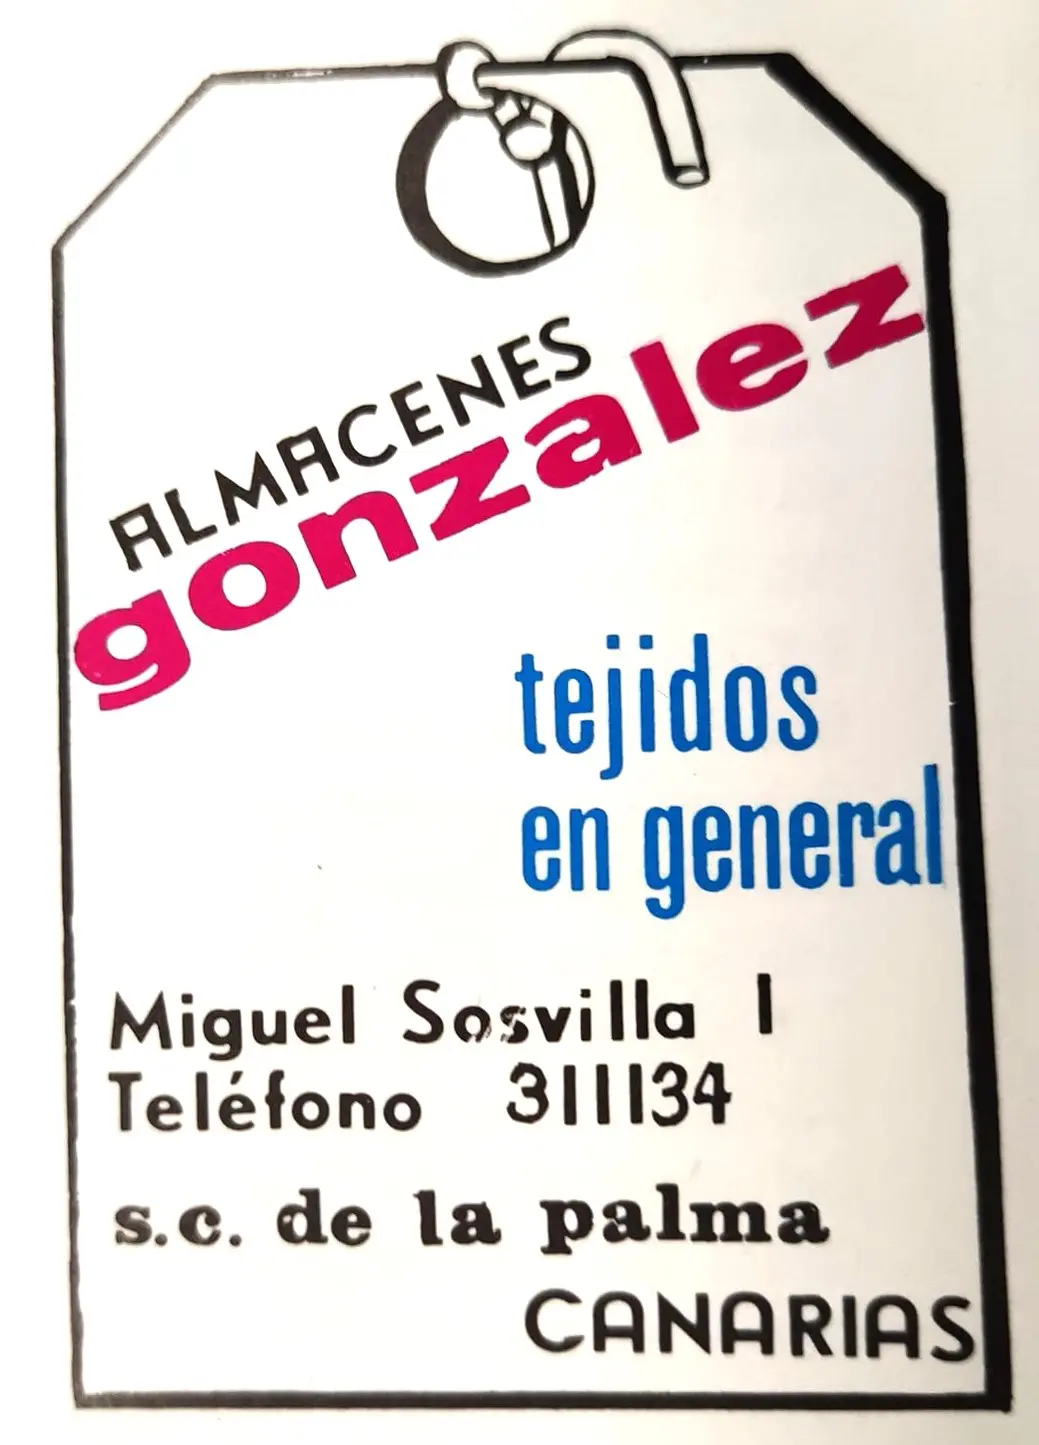 ALMACENES
gonzalez
tejidos
en general
Miguel Sosvilla 1
Teléfono 311134
s.c. de la palma
CANARIAS